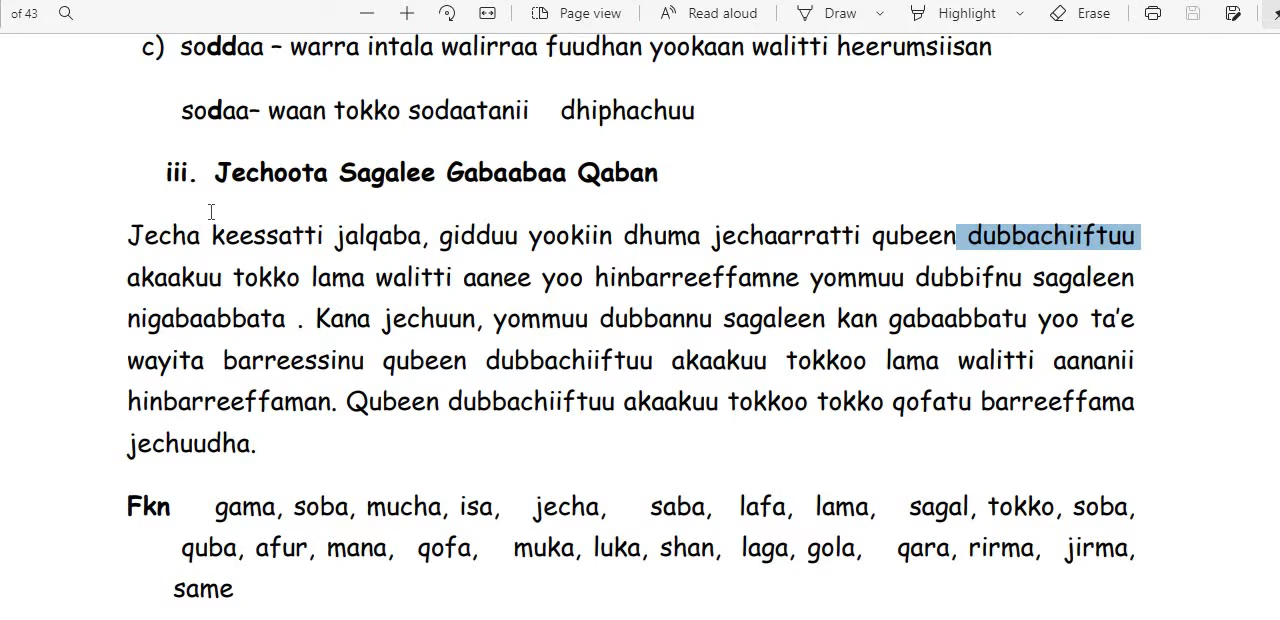 of 43 Page view Read aloud Draw Highlight Erase
c) soddaa – warra intala walirraa fuudhan yookaan walitti heerumsiisan
sodaa– waan tokko sodaatanii dhiphachuu
iii. Jechoota Sagalee Gabaabaa Qaban
Jecha keessatti jalqaba, gidduu yookiin dhuma jechaarratti qubeen dubbachiiftuu
akaakuu tokko lama walitti aanee yoo hinbarreeffamne yommuu dubbifnu sagaleen
nigabaabbata . Kana jechuun, yommuu dubbannu sagaleen kan gabaabbatu yoo ta’e
wayita barreessinu qubeen dubbachiiftuu akaakuu tokkoo lama walitti aananii
hinbarreeffaman. Qubeen dubbachiiftuu akaakuu tokkoo tokko qofatu barreeffama
jechuudha.
Fkn gama, soba, mucha, isa, jecha, saba, lafa, lama, sagal, tokko, soba,
quba, afur, mana, qofa, muka, luka, shan, laga, gola, qara, rirma, jirma,
same